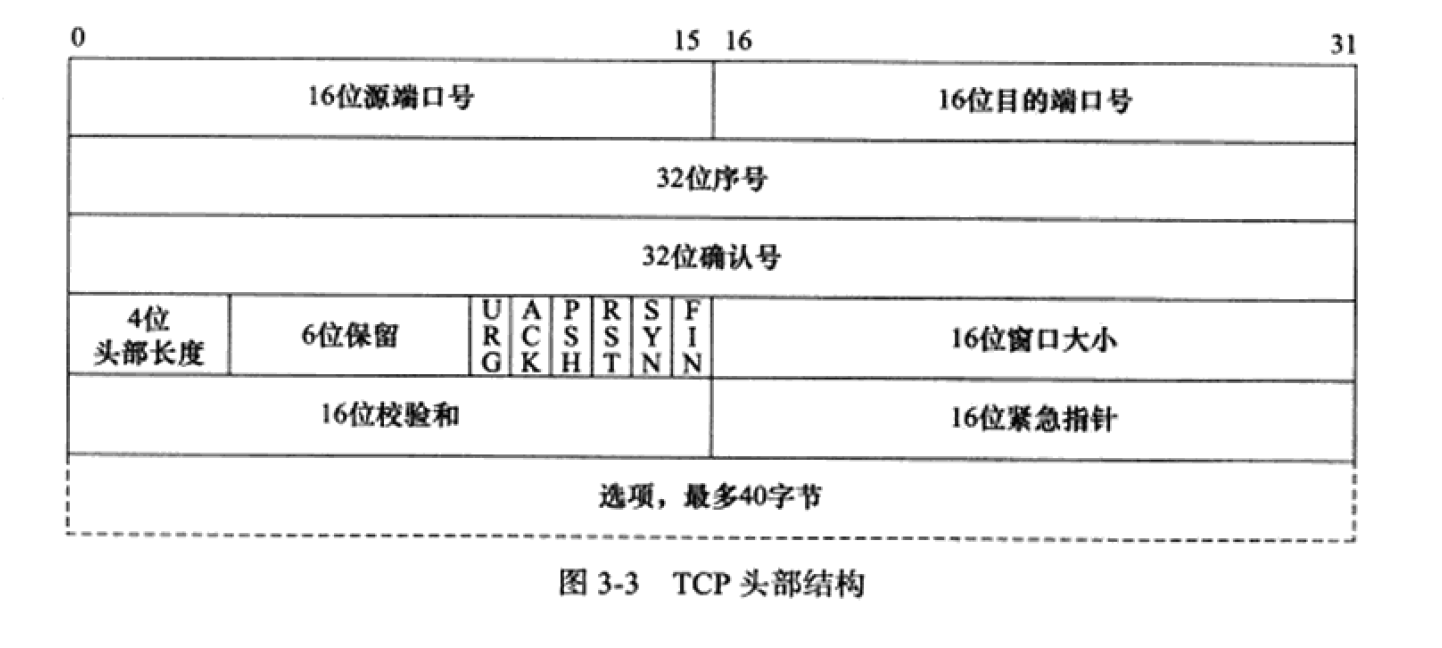 0 15 16 31
16位源端口号 16位目的端口号
32位序号
32位确认号
4位
头部长度
6位保留
URG
ACK
PSH
RST
SYN
FIN
16位窗口大小
16位校验和 16位紧急指针
选项，最多40字节
图 3-3 TCP 头部结构